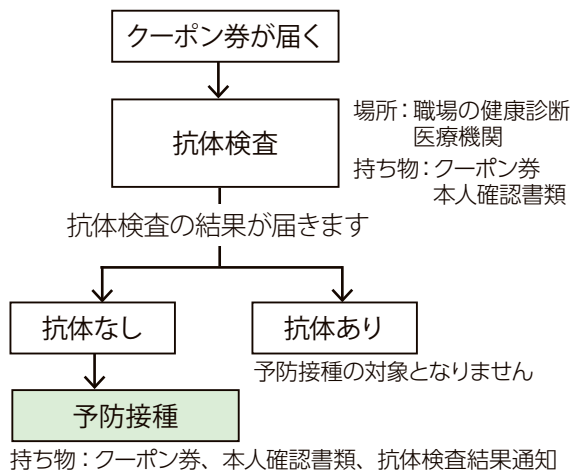 クーポン券が届く
抗体検査
場所：職場の健康診断
医療機関
持ち物：クーポン券
本人確認書類
抗体検査の結果が届きます
抗体なし
抗体あり
予防接種の対象となりません
予防接種
持ち物：クーポン券、本人確認書類、抗体検査結果通知